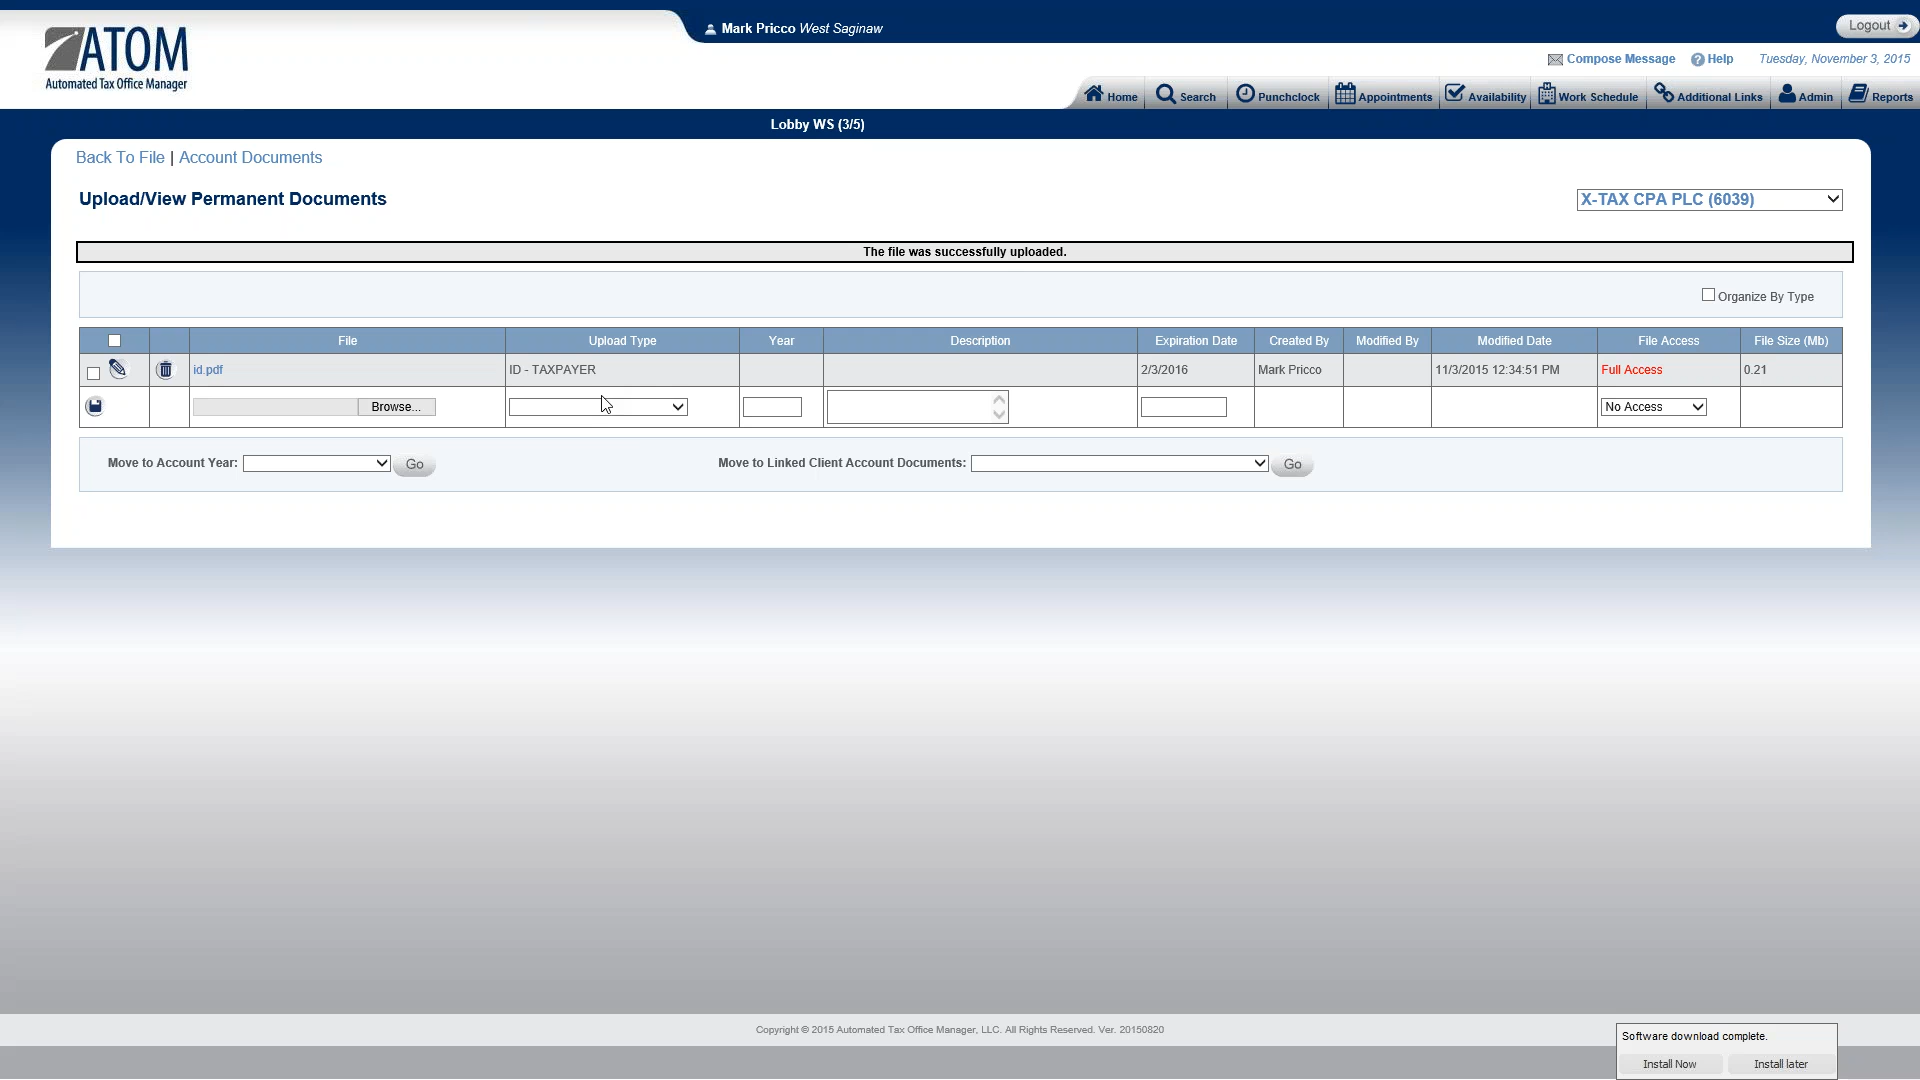 ATOM
Automated Tax Office Manager
Mark Pricco West Saginaw
Logout
Compose Message Help Tuesday, November 3, 2015
Home Search Punchclock Appointments Availability Work Schedule Additional Links Admin Reports
Lobby WS (3/5)
Back To File | Account Documents
Upload/View Permanent Documents X-TAX CPA PLC (6039)
The file was successfully uploaded.
Organize By Type
File Upload Type Year Description Expiration Date Created By Modified By Modified Date File Access File Size (Mb)
id.pdf ID - TAXPAYER 2/3/2016 Mark Pricco 11/3/2015 12:34:51 PM Full Access 0.21
Browse... No Access
Move to Account Year: Go Move to Linked Client Account Documents: Go
Copyright © 2015 Automated Tax Office Manager, LLC. All Rights Reserved. Ver. 20150820
Software download complete.
Install Now Install later